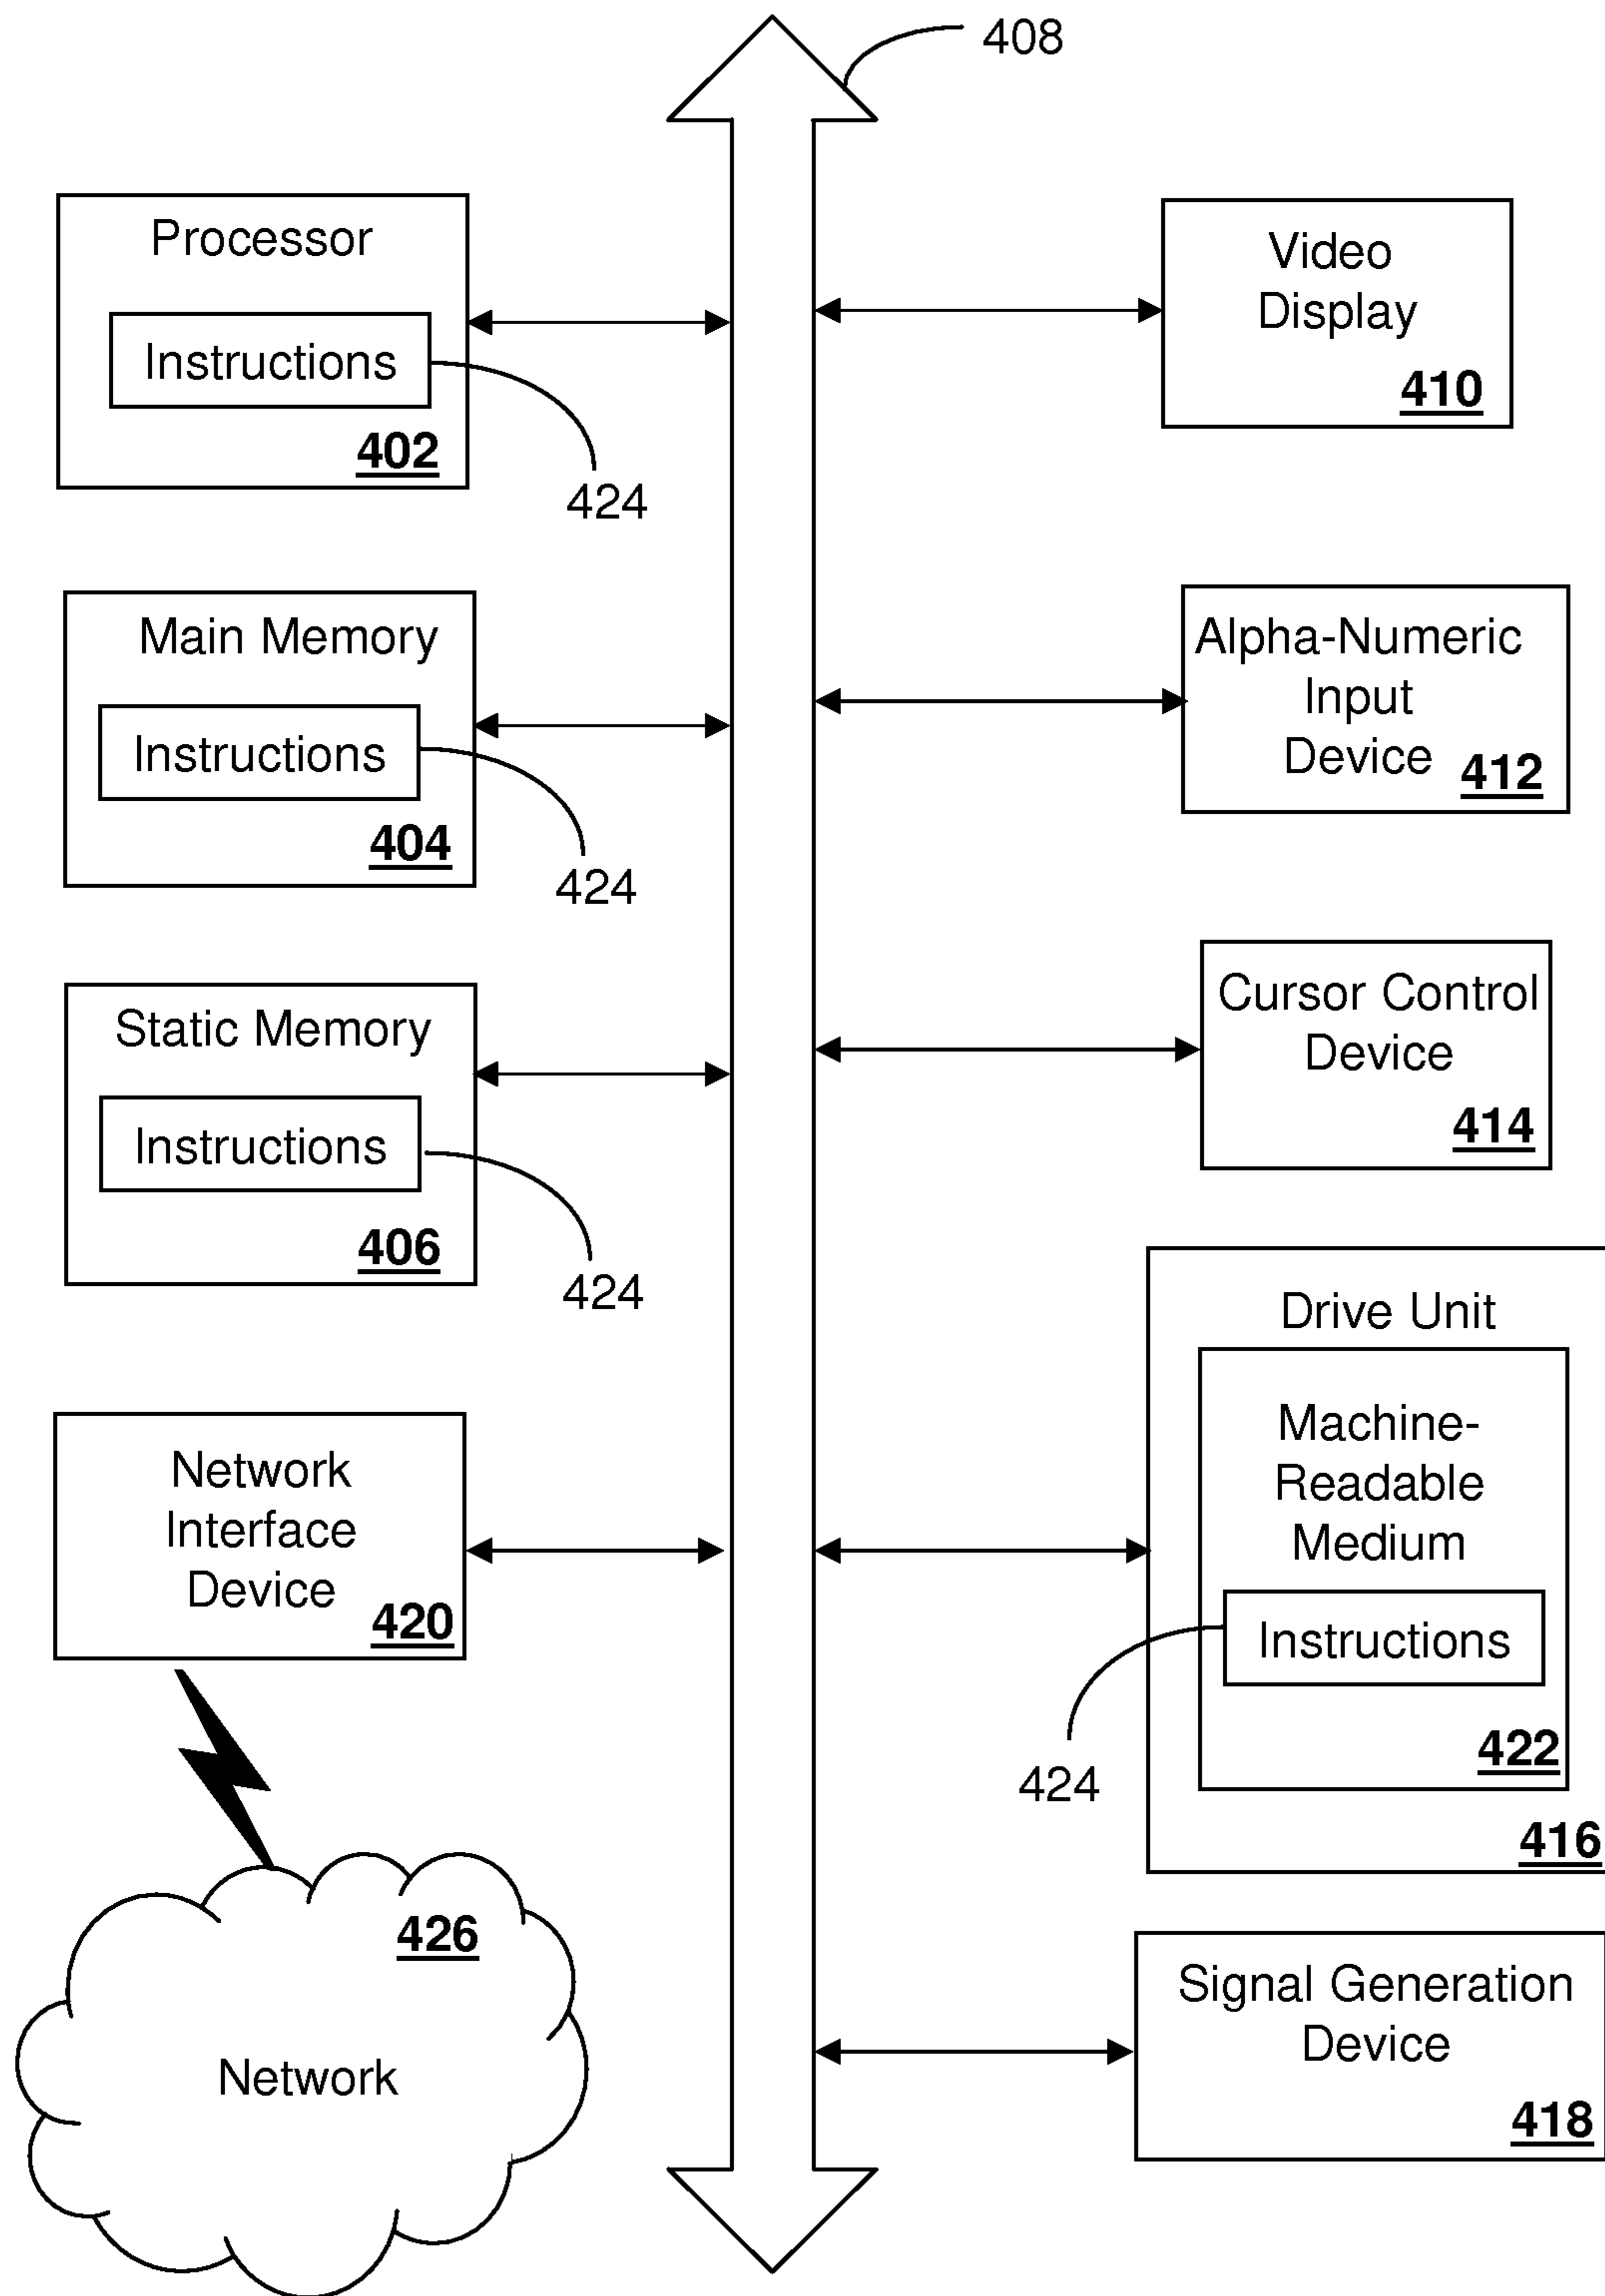 408
Processor
Instructions
402
424
Main Memory
Instructions
404
424
Static Memory
Instructions
406
424
Network
Interface
Device
420
426
Network
Video
Display
410
Alpha-Numeric
Input
Device
412
Cursor Control
Device
414
Drive Unit
Machine-
Readable
Medium
Instructions
422
424
416
Signal Generation
Device
418